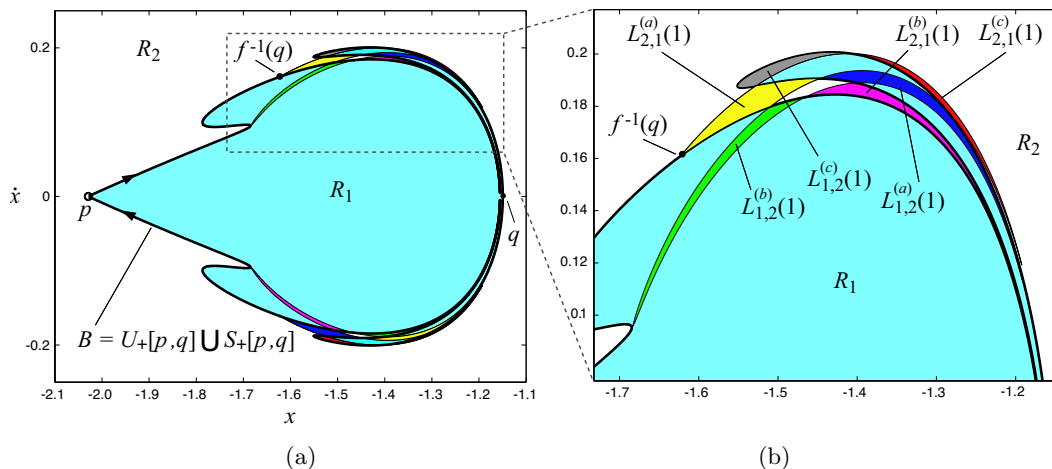 R₂
f⁻¹(q)
R₁
p
q
B = U₊[p,q] ⋃ S₊[p,q]
0.2
0
-0.2
ẋ
-2.1 -2.0 -1.9 -1.8 -1.7 -1.6 -1.5 -1.4 -1.3 -1.2 -1.1
x
(a)
L₂,₁⁽ᵃ⁾(1)
L₂,₁⁽ᵇ⁾(1)
L₂,₁⁽ᶜ⁾(1)
f⁻¹(q)
R₂
L₁,₂⁽ᶜ⁾(1)
L₁,₂⁽ᵇ⁾(1)
L₁,₂⁽ᵃ⁾(1)
R₁
0.2
0.18
0.16
0.14
0.12
0.1
-1.7 -1.6 -1.5 -1.4 -1.3 -1.2
(b)